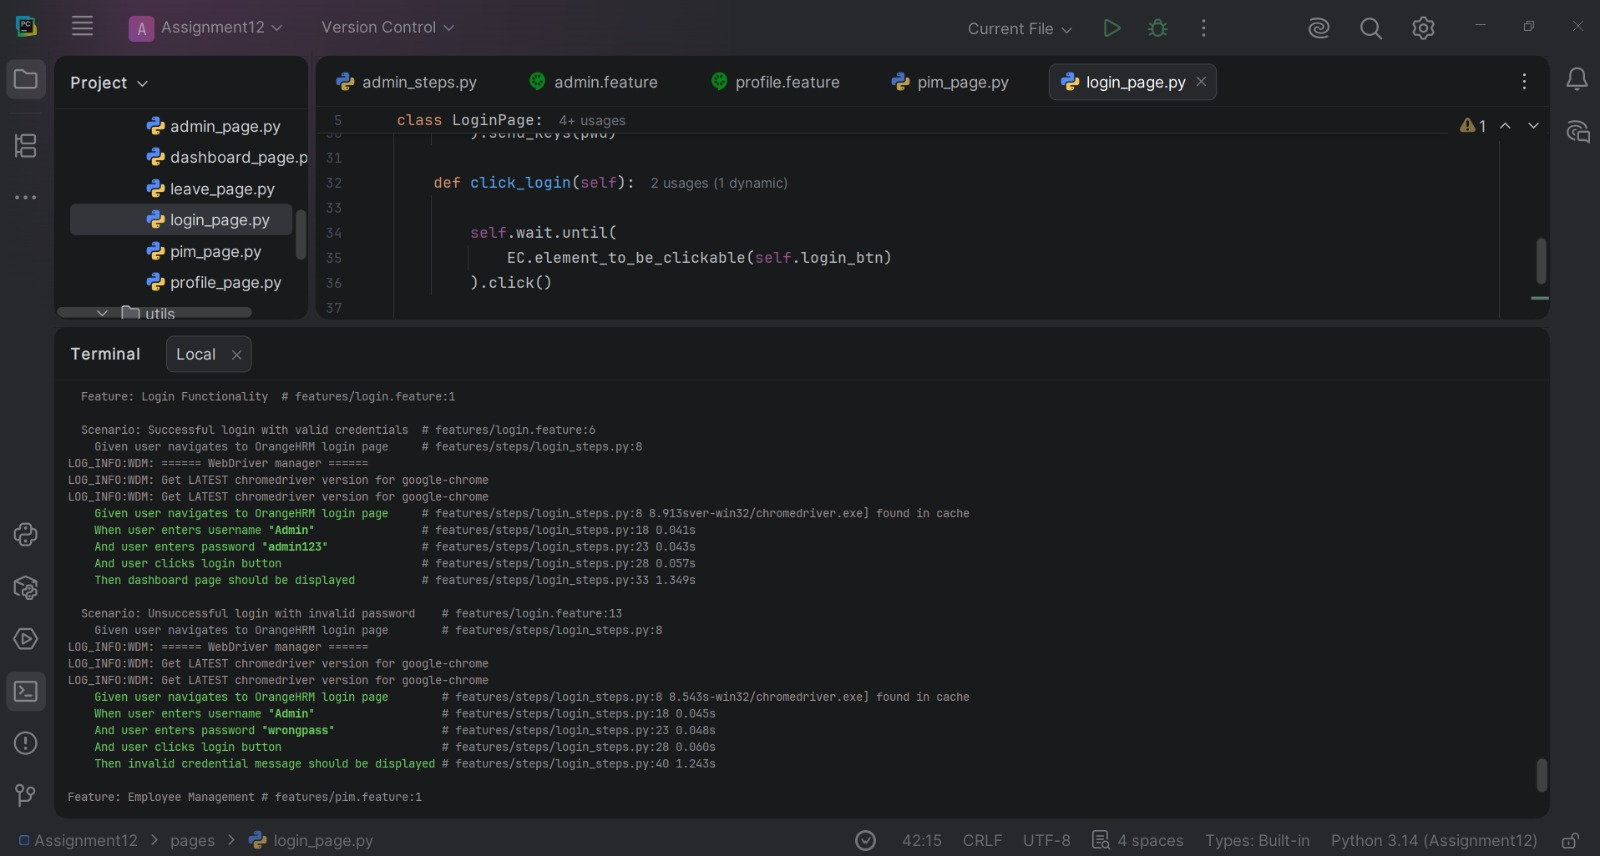 A Assignment12
Version Control
Current File
Project
admin_page.py
dashboard_page.p
leave_page.py
login_page.py
pim_page.py
profile_page.py
utils
admin_steps.py
admin.feature
profile.feature
pim_page.py
login_page.py
5 class LoginPage: 4+ usages
30 ).send_keys(pwd)
31
32 def click_login(self): 2 usages (1 dynamic)
33
34 self.wait.until(
35 EC.element_to_be_clickable(self.login_btn)
36 ).click()
37
1
Terminal
Local
Feature: Login Functionality # features/login.feature:1
Scenario: Successful login with valid credentials # features/login.feature:6
Given user navigates to OrangeHRM login page # features/steps/login_steps.py:8
LOG_INFO:WDM: ====== WebDriver manager ======
LOG_INFO:WDM: Get LATEST chromedriver version for google-chrome
LOG_INFO:WDM: Get LATEST chromedriver version for google-chrome
Given user navigates to OrangeHRM login page # features/steps/login_steps.py:8 8.913sver-win32/chromedriver.exe] found in cache
When user enters username "Admin" # features/steps/login_steps.py:18 0.041s
And user enters password "admin123" # features/steps/login_steps.py:23 0.043s
And user clicks login button # features/steps/login_steps.py:28 0.057s
Then dashboard page should be displayed # features/steps/login_steps.py:33 1.349s
Scenario: Unsuccessful login with invalid password # features/login.feature:13
Given user navigates to OrangeHRM login page # features/steps/login_steps.py:8
LOG_INFO:WDM: ====== WebDriver manager ======
LOG_INFO:WDM: Get LATEST chromedriver version for google-chrome
LOG_INFO:WDM: Get LATEST chromedriver version for google-chrome
Given user navigates to OrangeHRM login page # features/steps/login_steps.py:8 8.543s-win32/chromedriver.exe] found in cache
When user enters username "Admin" # features/steps/login_steps.py:18 0.045s
And user enters password "wrongpass" # features/steps/login_steps.py:23 0.048s
And user clicks login button # features/steps/login_steps.py:28 0.060s
Then invalid credential message should be displayed # features/steps/login_steps.py:40 1.243s
Feature: Employee Management # features/pim.feature:1
Assignment12 > pages > login_page.py
42:15 CRLF UTF-8 4 spaces Types: Built-in Python 3.14 (Assignment12)